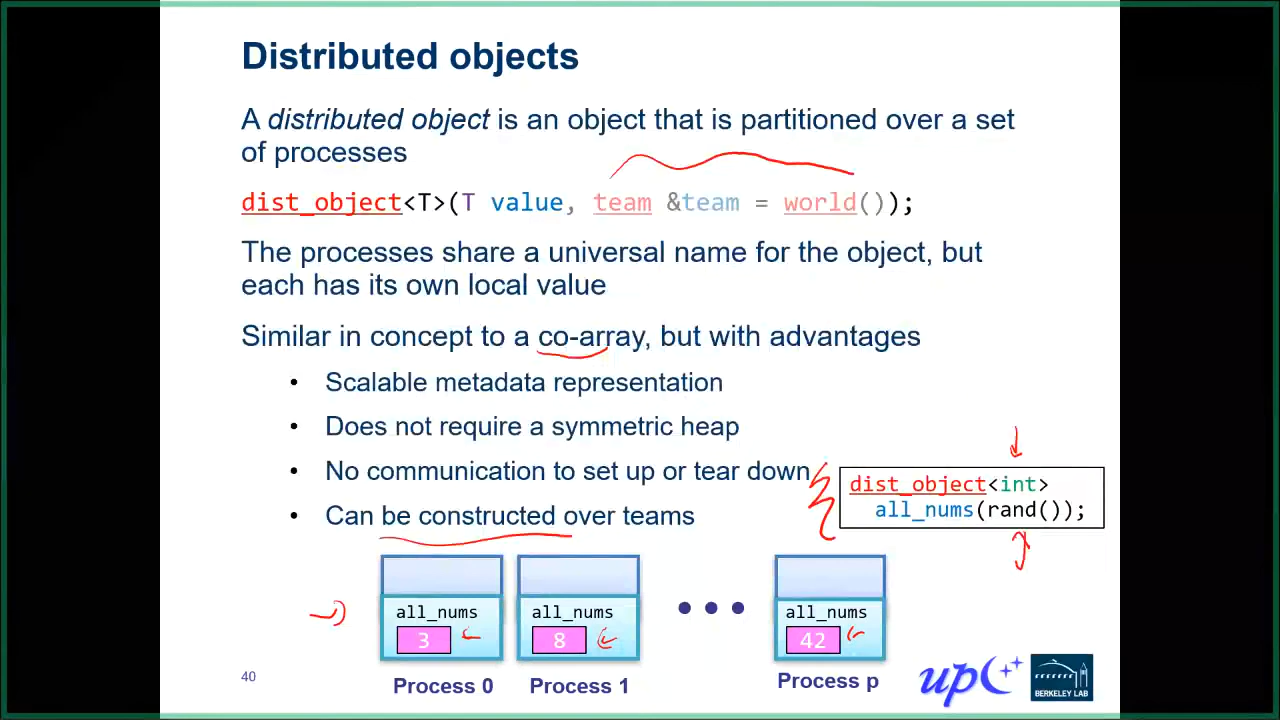 Distributed objects
A distributed object is an object that is partitioned over a set
of processes
dist_object<T>(T value, team &team = world());
The processes share a universal name for the object, but
each has its own local value
Similar in concept to a co-array, but with advantages
• Scalable metadata representation
• Does not require a symmetric heap
• No communication to set up or tear down
• Can be constructed over teams
dist_object<int>
all_nums(rand());
all_nums all_nums all_nums
3 8 42
Process 0 Process 1 Process p
40
upc++
BERKELEY LAB